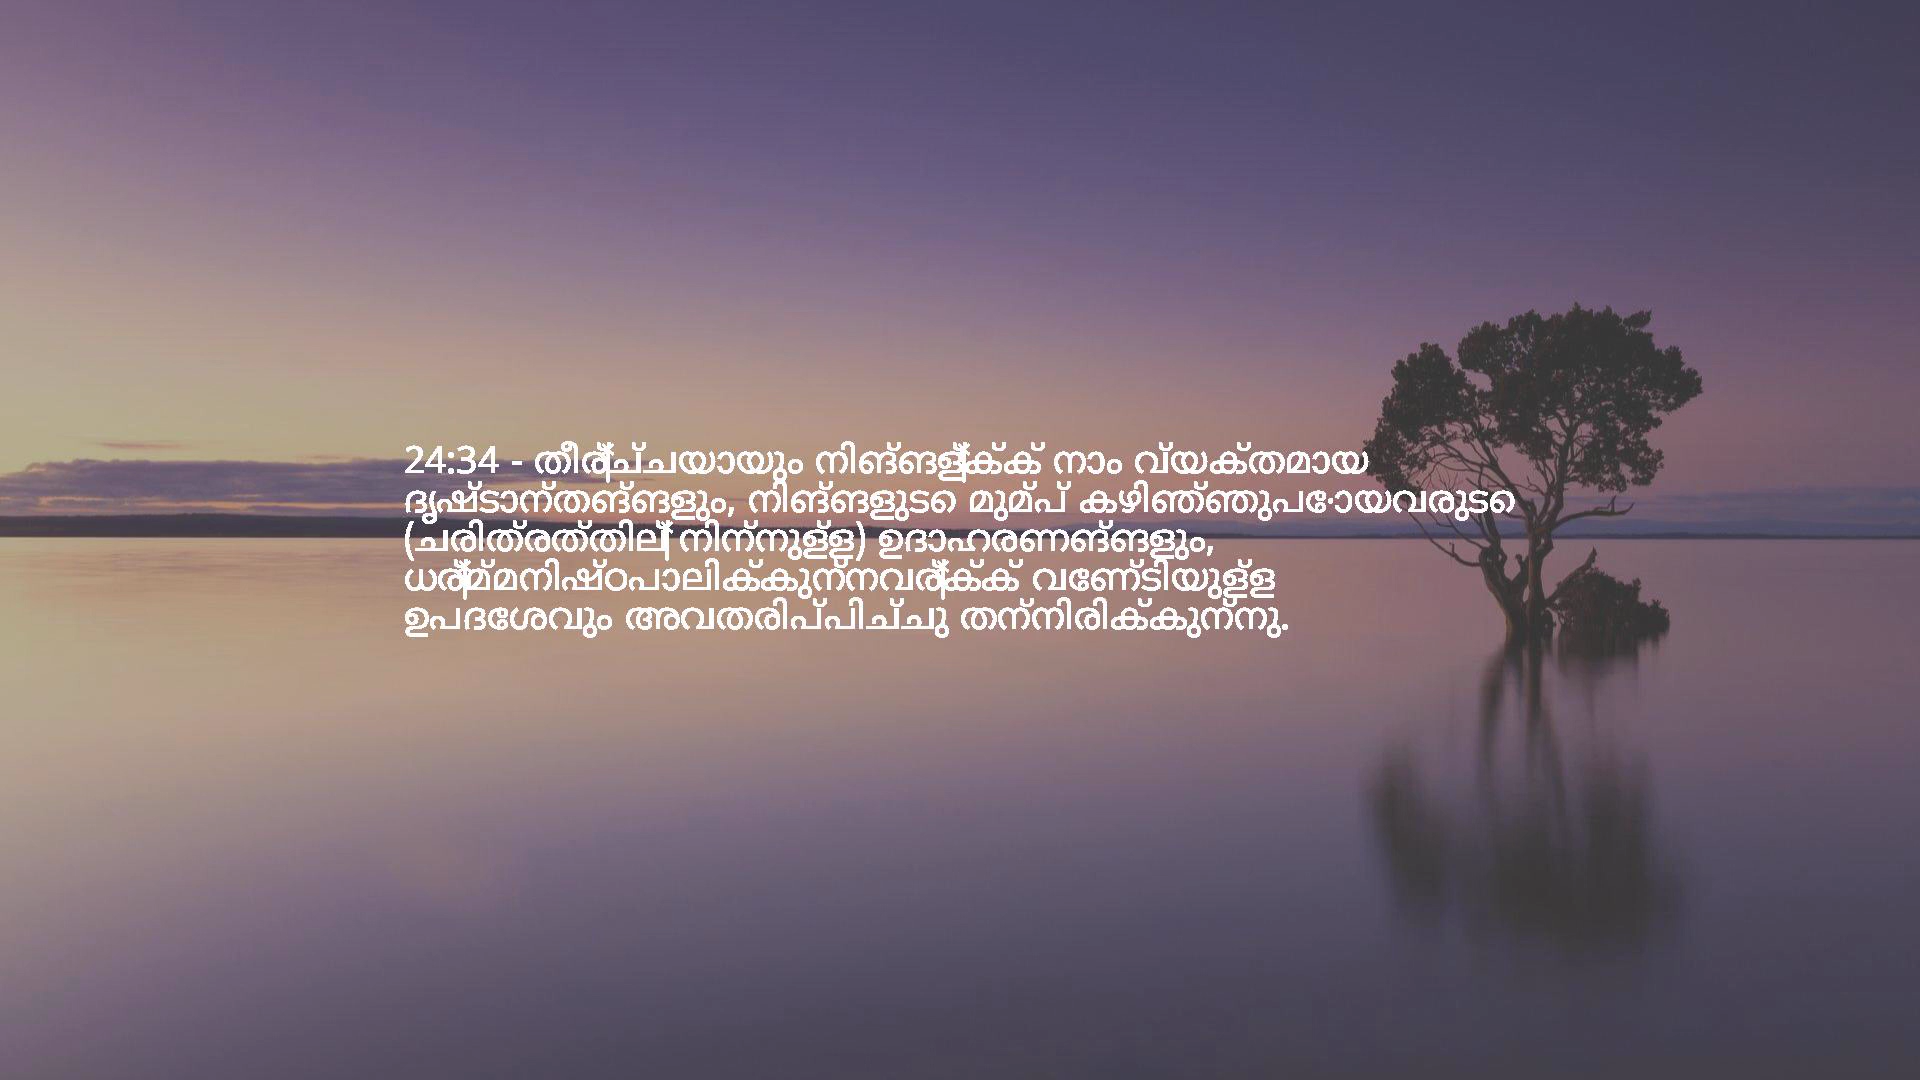 24:34 - തീര്‍ച്ചയായും നിങ്ങള്‍ക്ക് നാം വ്യക്തമായ
ദൃഷ്ടാന്തങ്ങളും, നിങ്ങളുടെ മുമ്പ് കഴിഞ്ഞുപോയവരുടെ
(ചരിത്രത്തില്‍ നിന്നുള്ള) ഉദാഹരണങ്ങളും,
ധര്‍മ്മനിഷ്ഠപാലിക്കുന്നവര്‍ക്ക് വേണ്ടിയുള്ള
ഉപദേശവും അവതരിപ്പിച്ചു തന്നിരിക്കുന്നു.